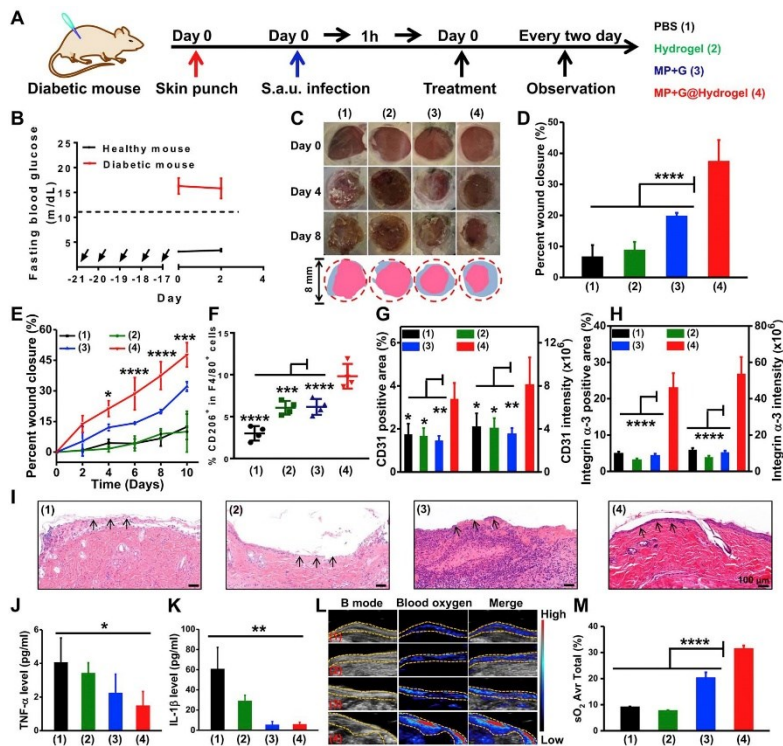 A
Day 0 Day 0 1h Day 0 Every two day
Diabetic mouse Skin punch S.a.u. infection Treatment Observation
PBS (1)
Hydrogel (2)
MP+G (3)
MP+G@Hydrogel (4)
B
Fasting blood glucose
(m/dL)
Healthy mouse
Diabetic mouse
25
20
15
10
5
-21 -20 -19 -18 -17 0 2 4
Day
C
(1) (2) (3) (4)
Day 0
Day 4
Day 8
8 mm
D
Percent wound closure (%)
50
40
30
20
10
0
****
(1) (2) (3) (4)
E
Percent wound closure (%)
(1) (2)
(3) (4)
60
50
40
30
20
10
0
* **** **** ***
0 2 4 6 8 10
Time (Days)
F
% CD206+ in F4/80+ cells
15
10
5
0
**** *** ****
(1) (2) (3) (4)
G
CD31 positive area (%)
(1) (2)
(3) (4)
6
4
2
0
* * ** * * **
12
8
4
0
CD31 intensity (x10⁶)
H
Integrin α-3 positive area (%)
(1) (2)
(3) (4)
40
30
20
10
0
**** ****
80
60
40
20
0
Integrin α-3 intensity (x10⁶)
I
(1) (2) (3) (4)
100 μm
J
TNF-α level (pg/ml)
6
4
2
0
*
(1) (2) (3) (4)
K
IL-1β level (pg/ml)
100
80
60
40
20
0
**
(1) (2) (3) (4)
L
B mode Blood oxygen Merge
High
Low
M
sO₂ Avr Total (%)
40
30
20
10
0
****
(1) (2) (3) (4)